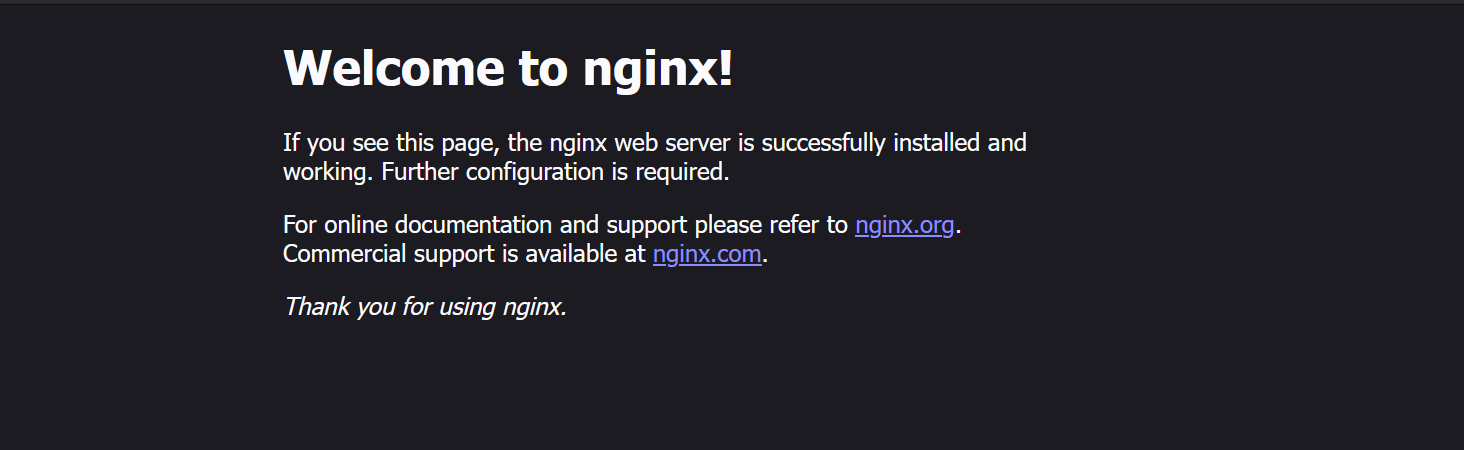 Welcome to nginx!
If you see this page, the nginx web server is successfully installed and
working. Further configuration is required.
For online documentation and support please refer to nginx.org.
Commercial support is available at nginx.com.
Thank you for using nginx.